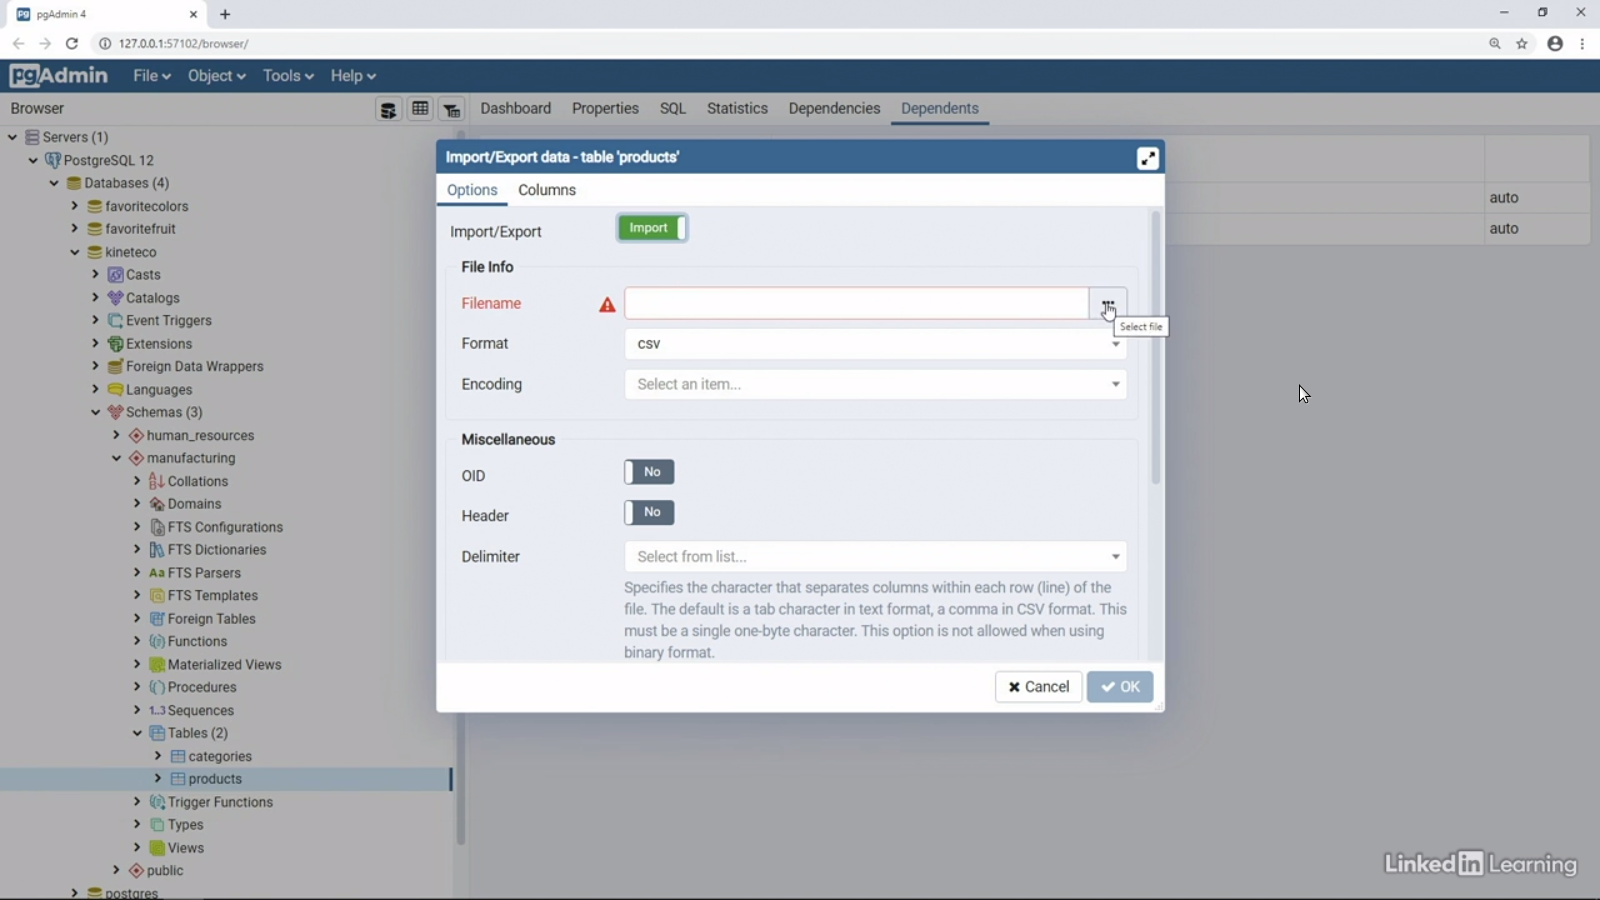 pgAdmin 4
127.0.0.1:57102/browser/
pgAdmin File Object Tools Help
Browser
Dashboard Properties SQL Statistics Dependencies Dependents
Servers (1)
PostgreSQL 12
Databases (4)
favoritecolors
favoritefruit
kineteco
Casts
Catalogs
Event Triggers
Extensions
Foreign Data Wrappers
Languages
Schemas (3)
human_resources
manufacturing
Collations
Domains
FTS Configurations
FTS Dictionaries
FTS Parsers
FTS Templates
Foreign Tables
Functions
Materialized Views
Procedures
Sequences
Tables (2)
categories
products
Trigger Functions
Types
Views
public
postgres
Import/Export data - table 'products'
Options Columns
Import/Export Import
File Info
Filename
Select file
Format csv
Encoding Select an item...
Miscellaneous
OID No
Header No
Delimiter Select from list...
Specifies the character that separates columns within each row (line) of the
file. The default is a tab character in text format, a comma in CSV format. This
must be a single one-byte character. This option is not allowed when using
binary format.
Cancel OK
auto
auto
LinkedIn Learning